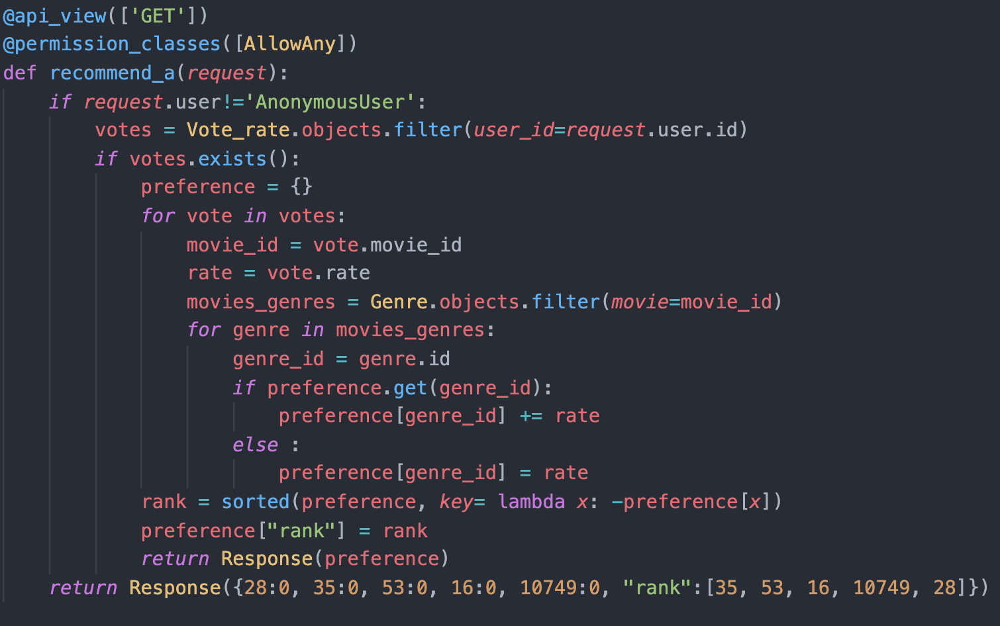 @api_view(['GET'])
@permission_classes([AllowAny])
def recommend_a(request):
    if request.user!='AnonymousUser':
        votes = Vote_rate.objects.filter(user_id=request.user.id)
        if votes.exists():
            preference = {}
            for vote in votes:
                movie_id = vote.movie_id
                rate = vote.rate
                movies_genres = Genre.objects.filter(movie=movie_id)
                for genre in movies_genres:
                    genre_id = genre.id
                    if preference.get(genre_id):
                        preference[genre_id] += rate
                    else :
                        preference[genre_id] = rate
            rank = sorted(preference, key= lambda x: -preference[x])
            preference["rank"] = rank
            return Response(preference)
    return Response({28:0, 35:0, 53:0, 16:0, 10749:0, "rank":[35, 53, 16, 10749, 28]})